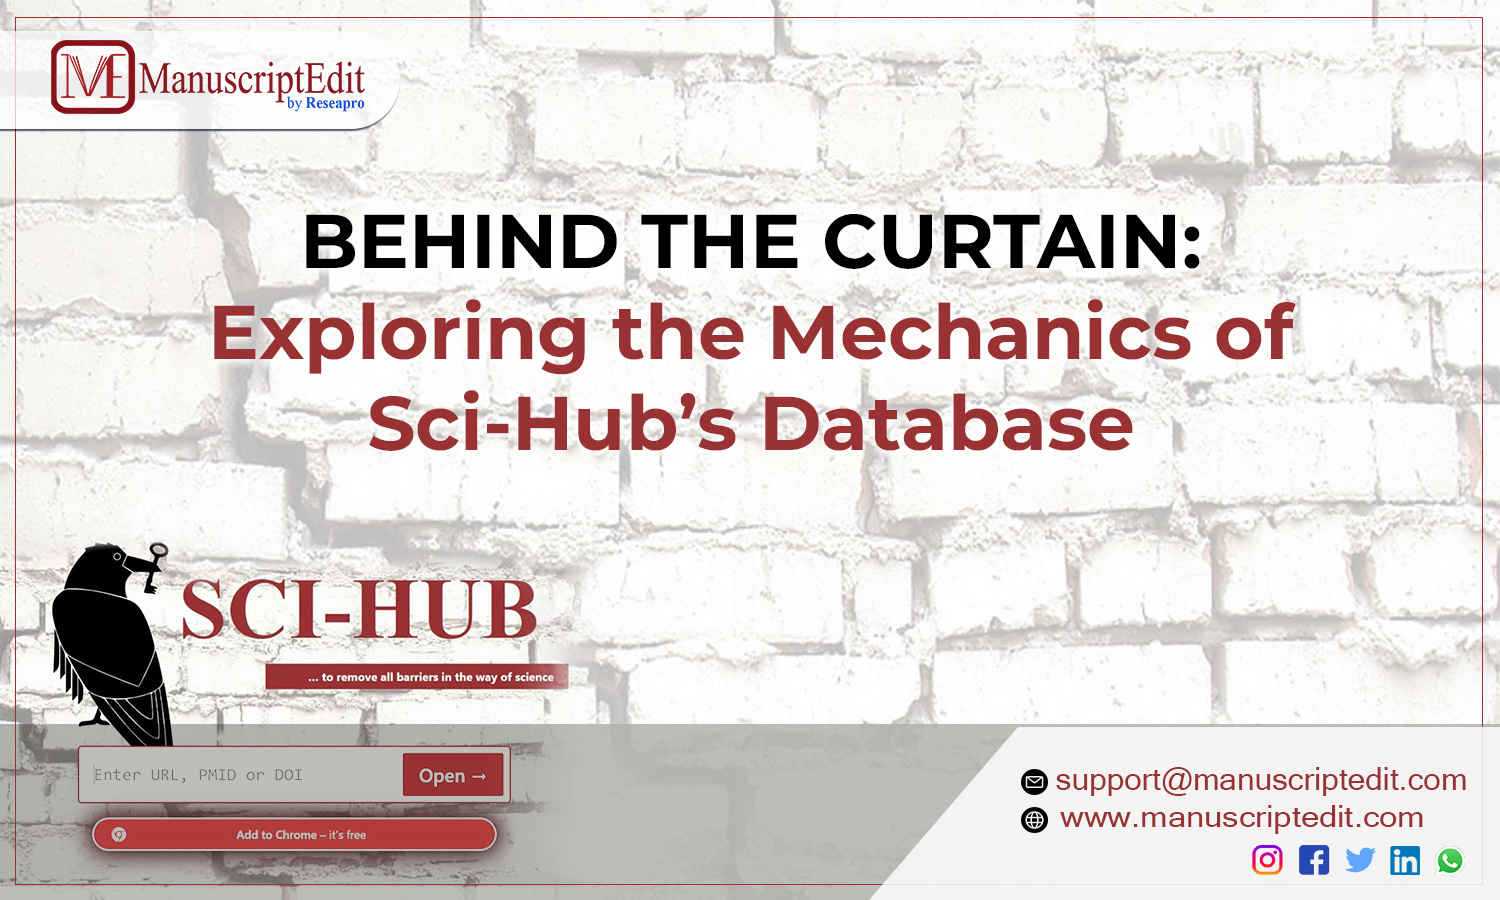 ME ManuscriptEdit
by Reseapro
BEHIND THE CURTAIN:
Exploring the Mechanics of
Sci-Hub’s Database
SCI-HUB
... to remove all barriers in the way of science
Enter URL, PMID or DOI
Open →
Add to Chrome – it's free
support@manuscriptedit.com
www.manuscriptedit.com